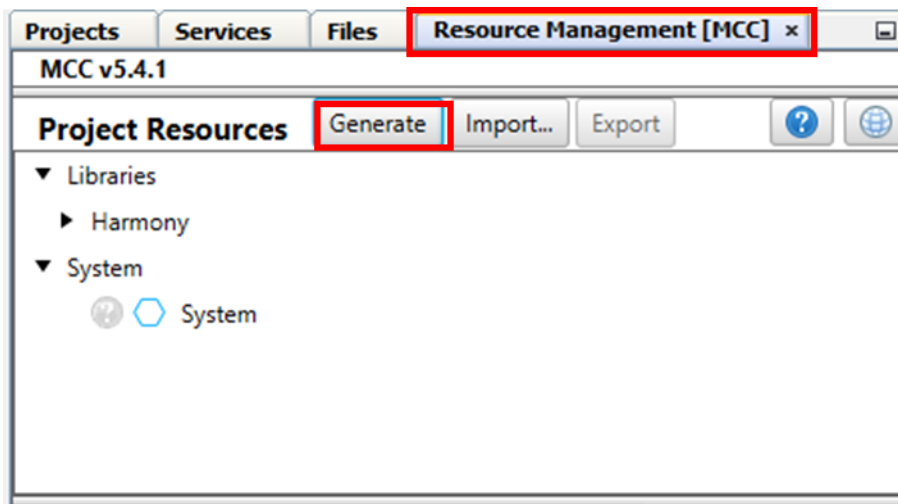 Projects Services Files Resource Management [MCC] ×
MCC v5.4.1
Project Resources Generate Import... Export ?
Libraries
Harmony
System
? System